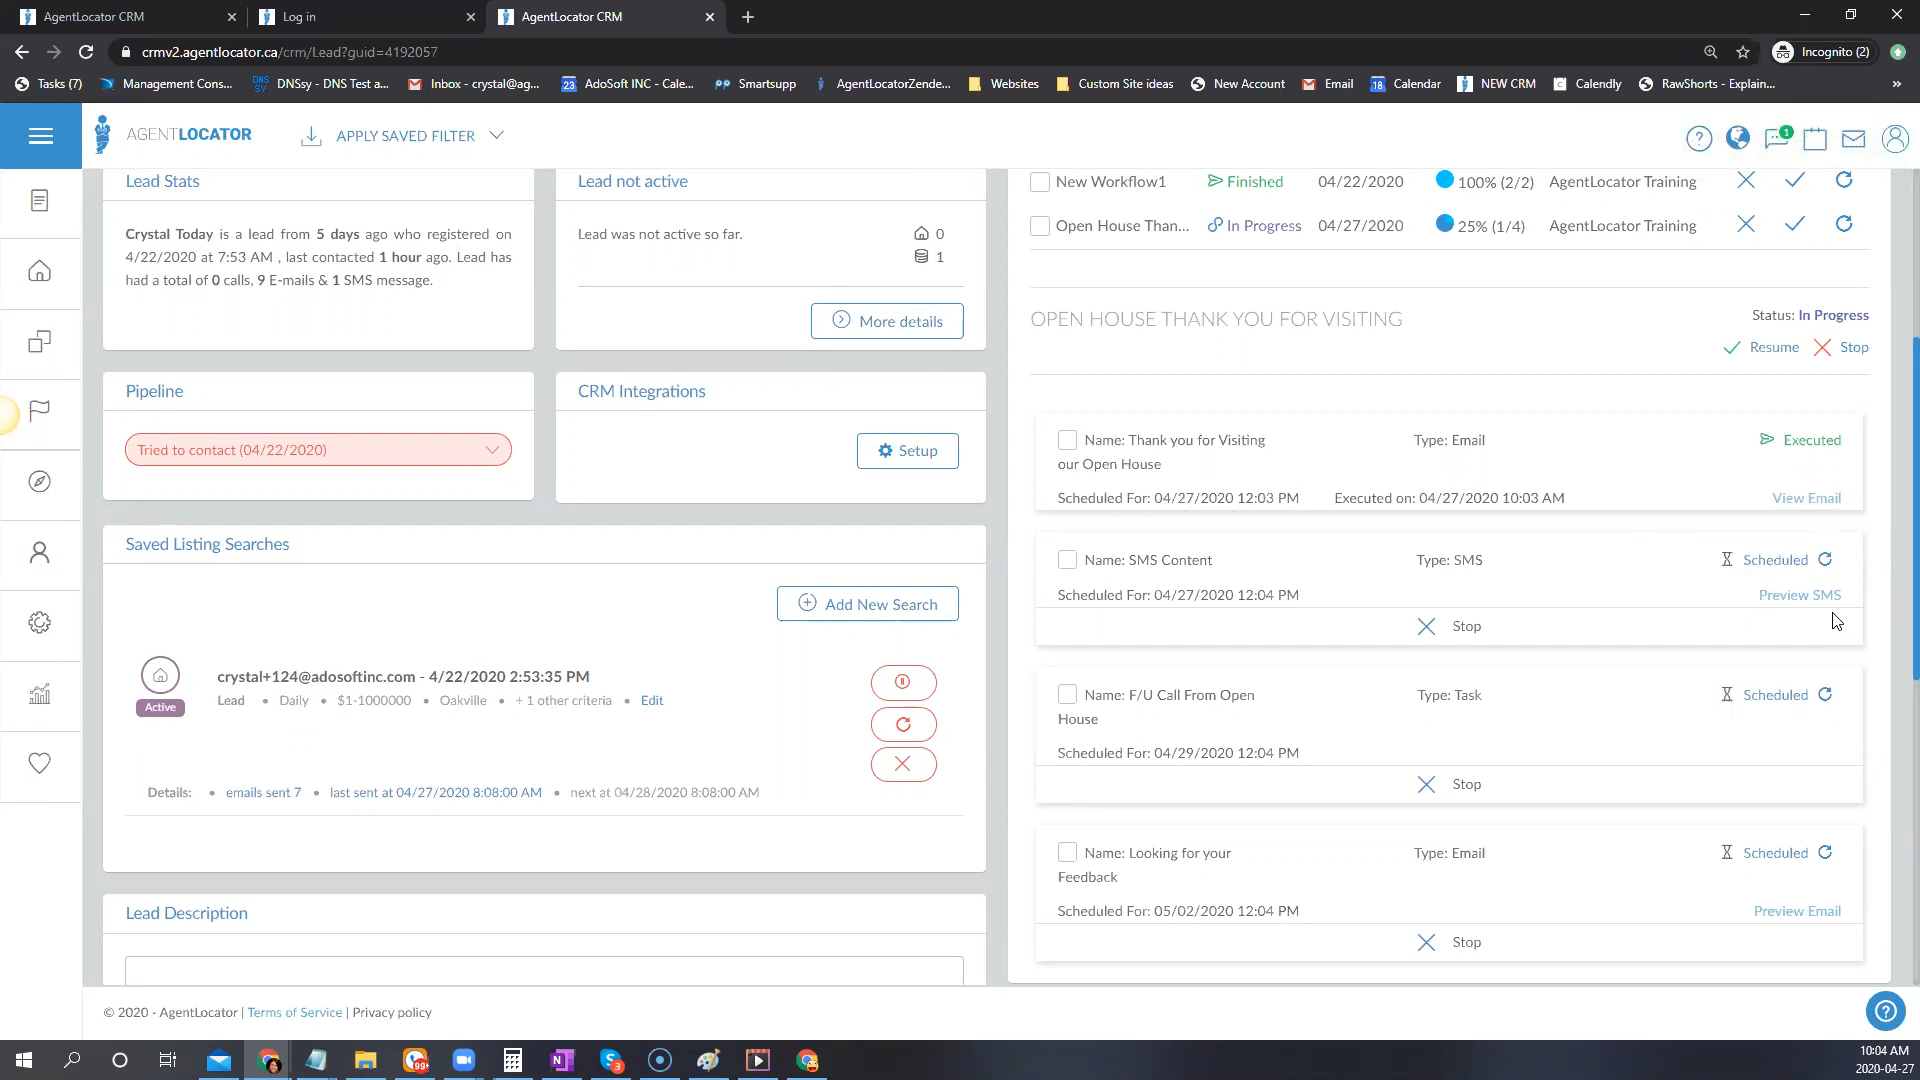 AgentLocator CRM
Log in
AgentLocator CRM
crmv2.agentlocator.ca/crm/Lead?guid=4192057
Incognito (2)
Tasks (7)
Management Cons...
DNSsy - DNS Test a...
Inbox - crystal@ag...
23 AdoSoft INC - Cale...
Smartsupp
AgentLocatorZende...
Websites
Custom Site ideas
New Account
Email
18 Calendar
NEW CRM
Calendly
RawShorts - Explain...
AGENTLOCATOR
APPLY SAVED FILTER
1
Lead Stats
Crystal Today is a lead from 5 days ago who registered on
4/22/2020 at 7:53 AM , last contacted 1 hour ago. Lead has
had a total of 0 calls, 9 E-mails & 1 SMS message.
Lead not active
Lead was not active so far.
0
1
More details
Pipeline
Tried to contact (04/22/2020)
CRM Integrations
Setup
Saved Listing Searches
Add New Search
Active
crystal+124@adosoftinc.com - 4/22/2020 2:53:35 PM
Lead • Daily • $1-1000000 • Oakville • + 1 other criteria • Edit
Details: • emails sent 7 • last sent at 04/27/2020 8:08:00 AM • next at 04/28/2020 8:08:00 AM
Lead Description
New Workflow1 Finished 04/22/2020 100% (2/2) AgentLocator Training
Open House Than... In Progress 04/27/2020 25% (1/4) AgentLocator Training
OPEN HOUSE THANK YOU FOR VISITING
Status: In Progress
Resume Stop
Name: Thank you for Visiting
our Open House
Type: Email
Executed
Scheduled For: 04/27/2020 12:03 PM Executed on: 04/27/2020 10:03 AM View Email
Name: SMS Content Type: SMS Scheduled
Scheduled For: 04/27/2020 12:04 PM Preview SMS
Stop
Name: F/U Call From Open
House
Type: Task
Scheduled
Scheduled For: 04/29/2020 12:04 PM
Stop
Name: Looking for your
Feedback
Type: Email
Scheduled
Scheduled For: 05/02/2020 12:04 PM Preview Email
Stop
© 2020 - AgentLocator | Terms of Service | Privacy policy
99+
3
10:04 AM
2020-04-27